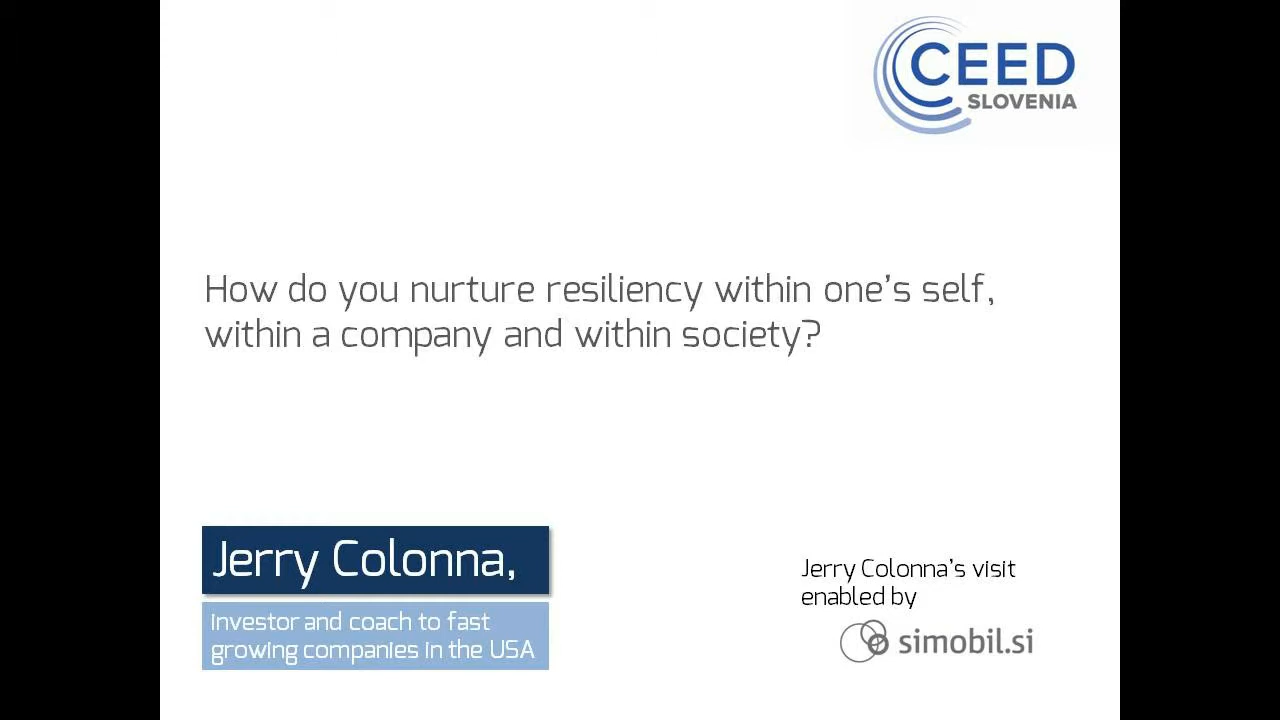 CEED
SLOVENIA
How do you nurture resiliency within one's self,
within a company and within society?
Jerry Colonna,
investor and coach to fast
growing companies in the USA
Jerry Colonna's visit
enabled by
simobil.si